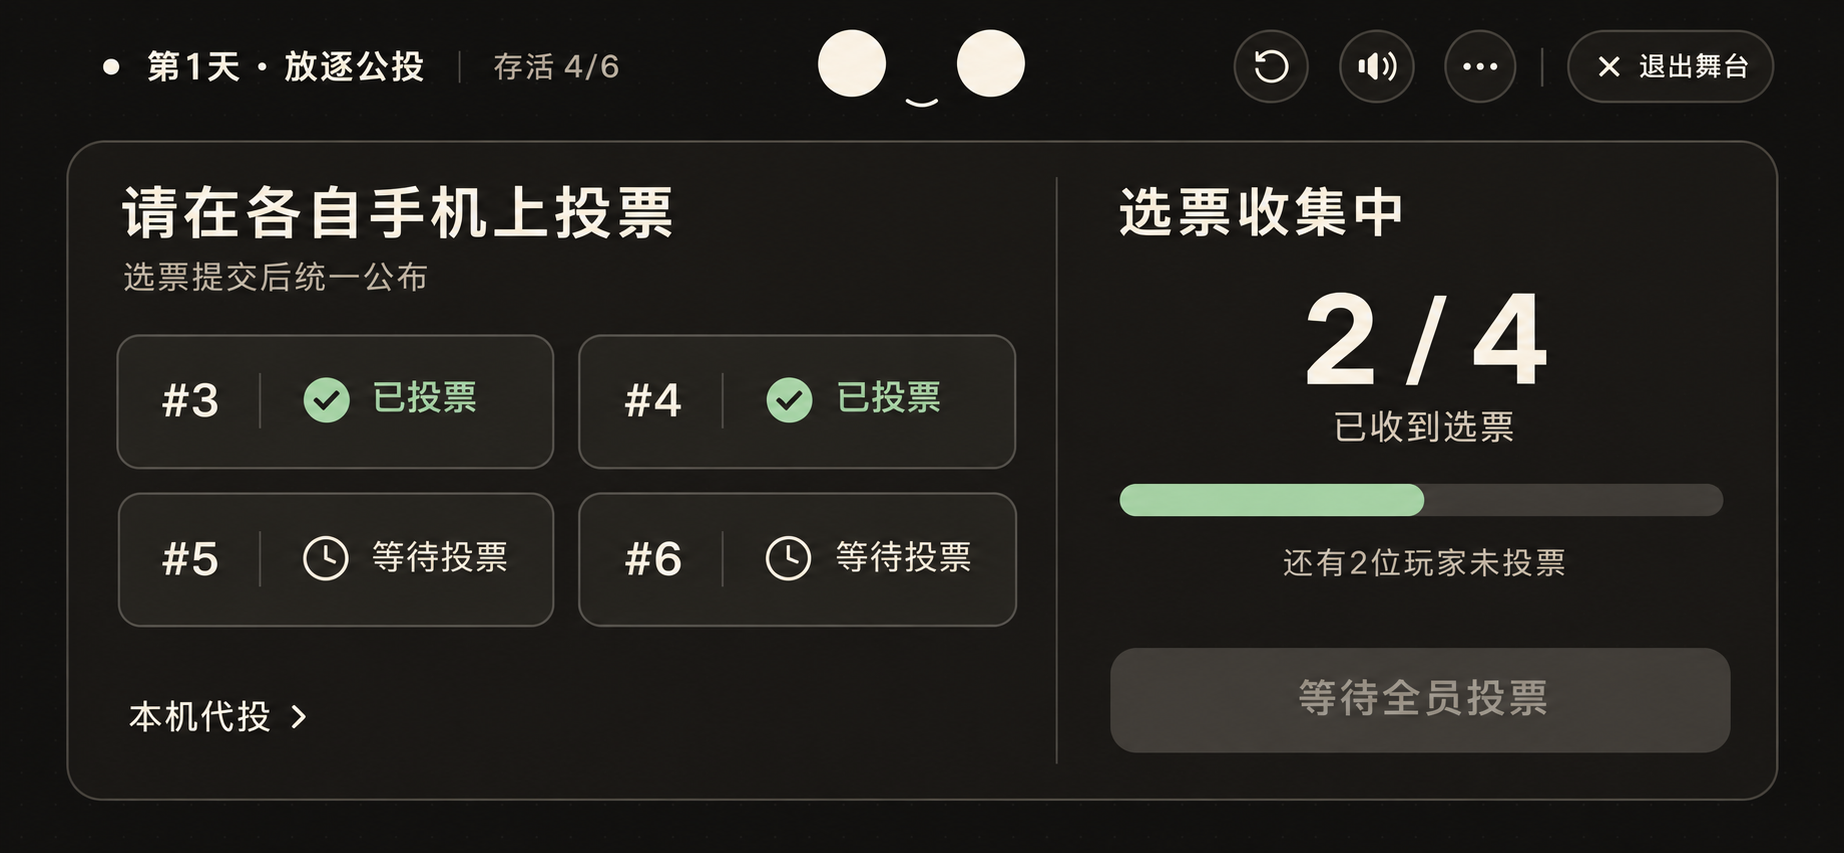 第1天・放逐公投
存活 4/6
退出舞台
请在各自手机上投票
选票提交后统一公布
#3 已投票
#4 已投票
#5 等待投票
#6 等待投票
本机代投
选票收集中
2 / 4
已收到选票
还有2位玩家未投票
等待全员投票